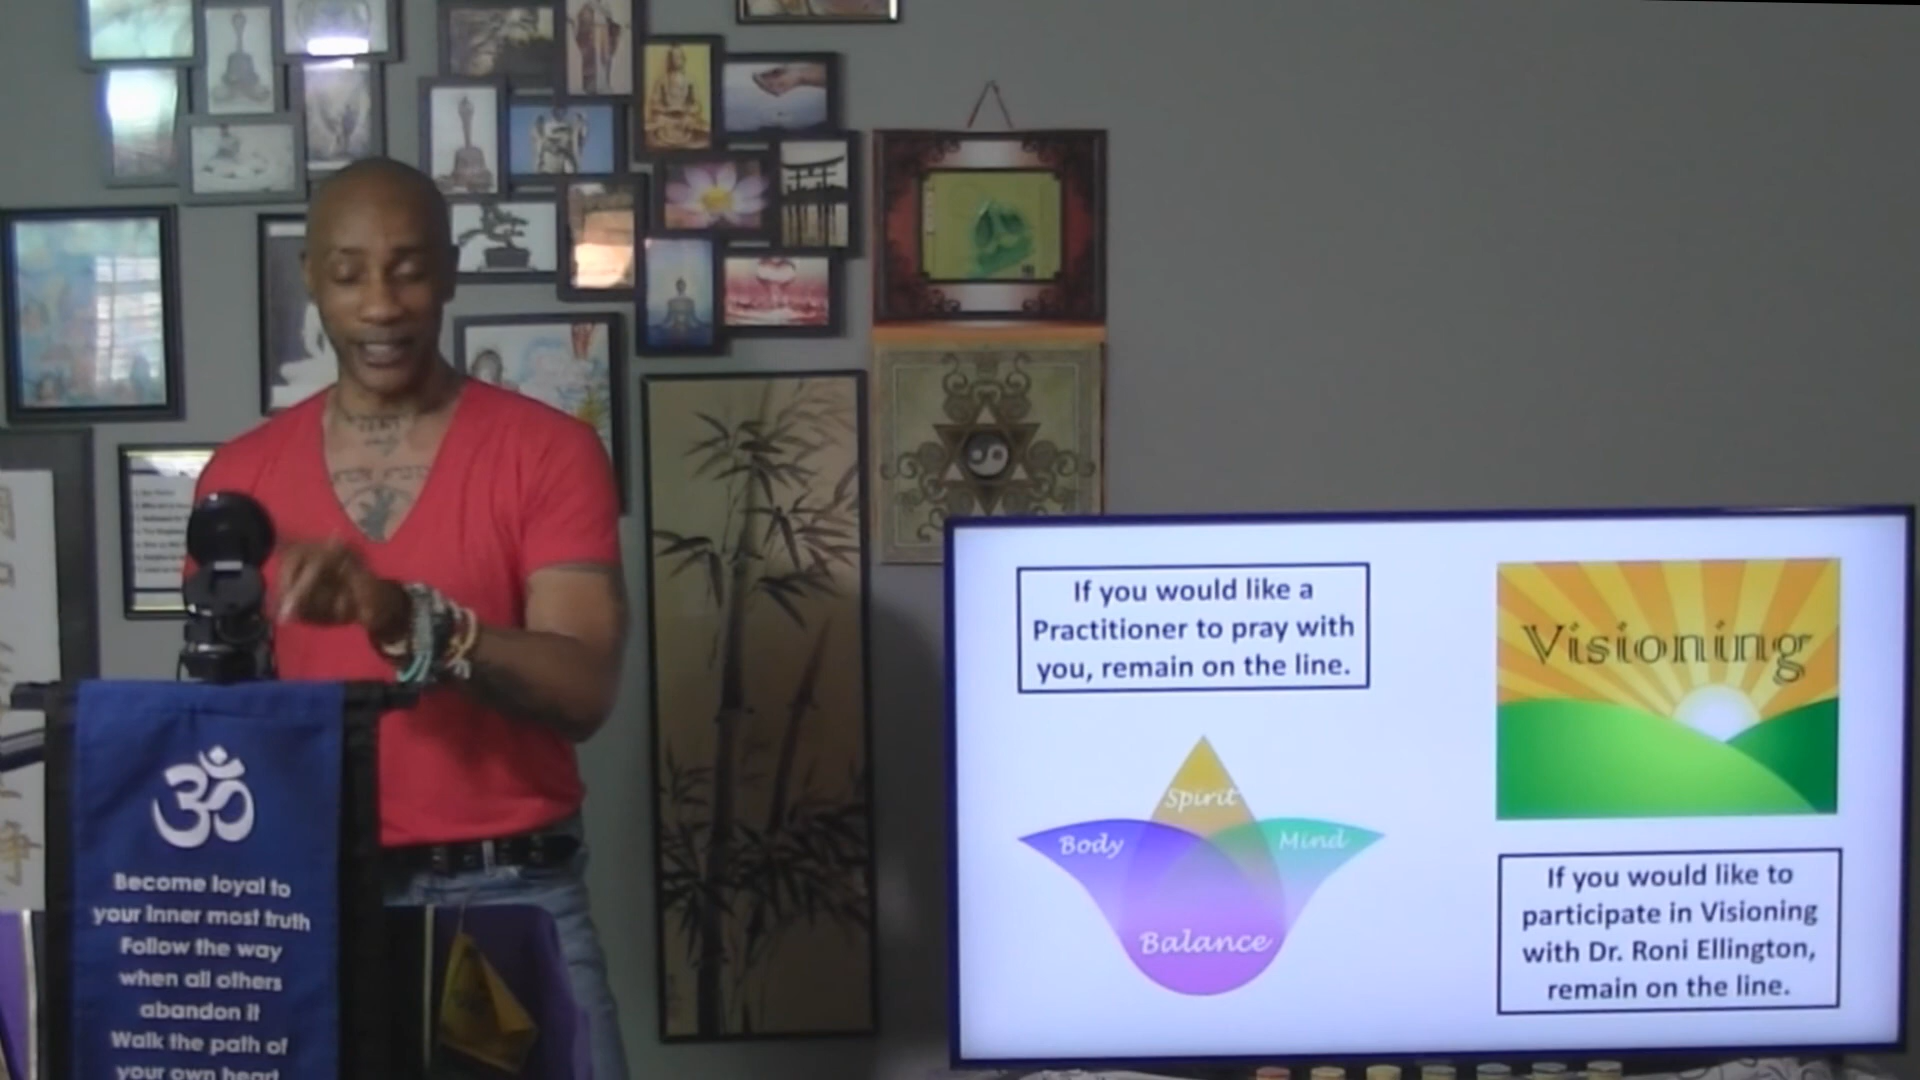 Become loyal to
your inner most truth
Follow the way
when all others
abandon it
Walk the path of
your own heart
If you would like a
Practitioner to pray with
you, remain on the line.
Spirit
Body
Mind
Balance
Visioning
If you would like to
participate in Visioning
with Dr. Roni Ellington,
remain on the line.